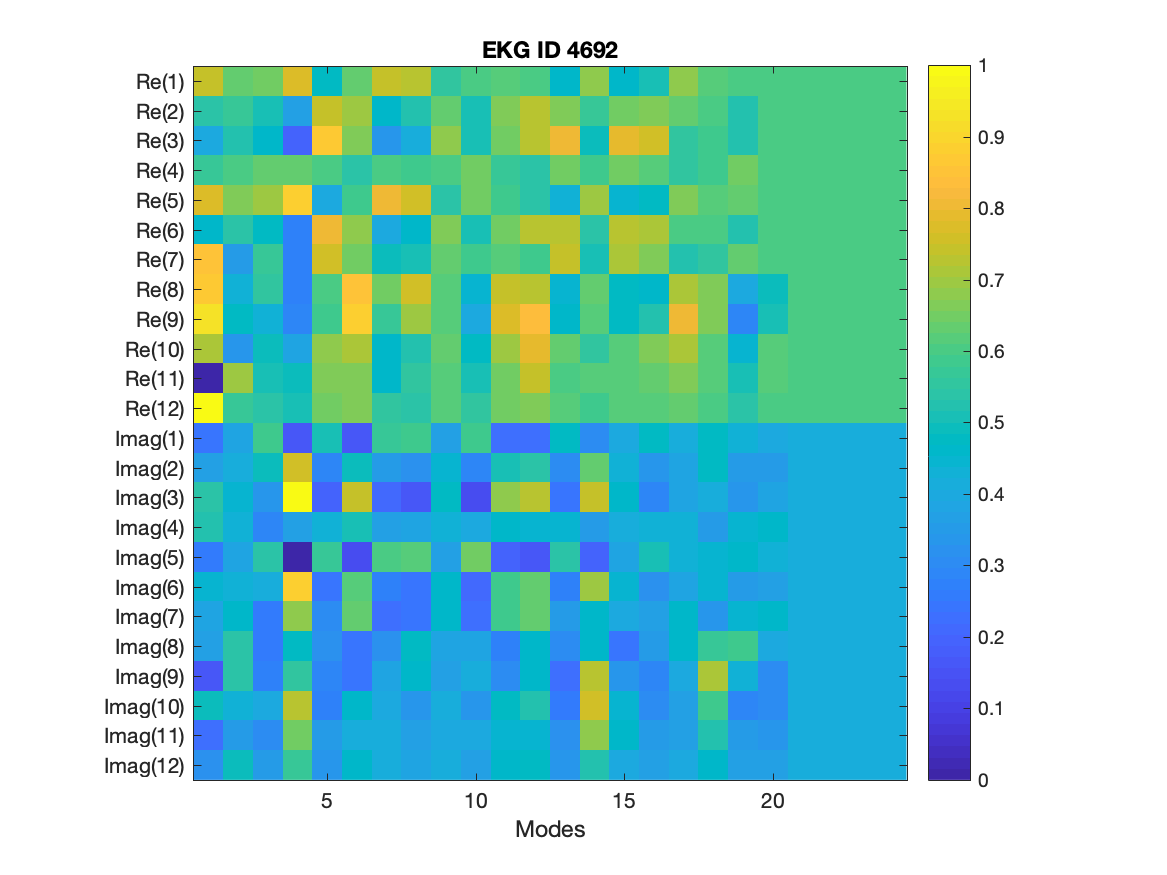 EKG ID 4692
Re(1)
Re(2)
Re(3)
Re(4)
Re(5)
Re(6)
Re(7)
Re(8)
Re(9)
Re(10)
Re(11)
Re(12)
Imag(1)
Imag(2)
Imag(3)
Imag(4)
Imag(5)
Imag(6)
Imag(7)
Imag(8)
Imag(9)
Imag(10)
Imag(11)
Imag(12)
5 10 15 20
Modes
1
0.9
0.8
0.7
0.6
0.5
0.4
0.3
0.2
0.1
0